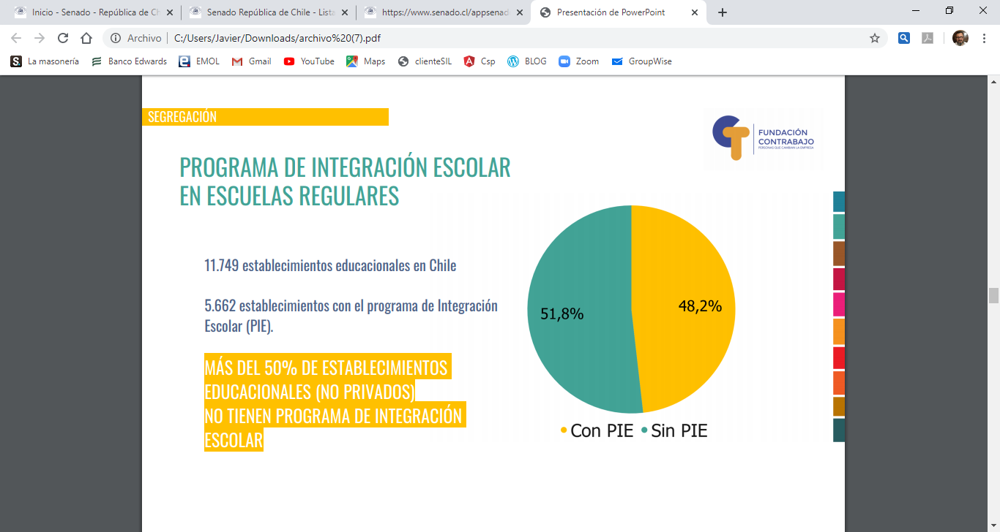 Inicio - Senado - República de Ch
Senado República de Chile - Lista
https://www.senado.cl/appsenad
Presentación de PowerPoint
Archivo
C:/Users/Javier/Downloads/archivo%20(7).pdf
La masonería
Banco Edwards
EMOL
Gmail
YouTube
Maps
clienteSIL
Csp
BLOG
Zoom
GroupWise
SEGREGACIÓN
FUNDACIÓN
CONTRABAJO
PERSONAS QUE CAMBIAN LA EMPRESA
PROGRAMA DE INTEGRACIÓN ESCOLAR
EN ESCUELAS REGULARES
11.749 establecimientos educacionales en Chile
5.662 establecimientos con el programa de Integración
Escolar (PIE).
MÁS DEL 50% DE ESTABLECIMIENTOS
EDUCACIONALES (NO PRIVADOS)
NO TIENEN PROGRAMA DE INTEGRACIÓN
ESCOLAR
51,8%
48,2%
Con PIE
Sin PIE